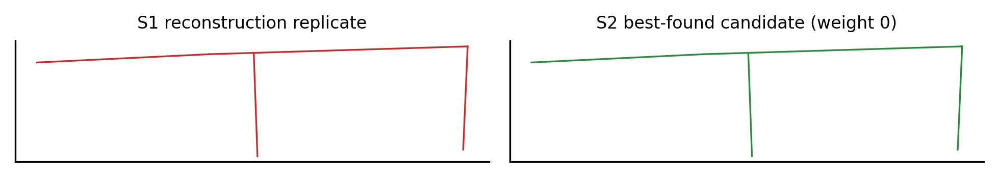 S1 reconstruction replicate
S2 best-found candidate (weight 0)